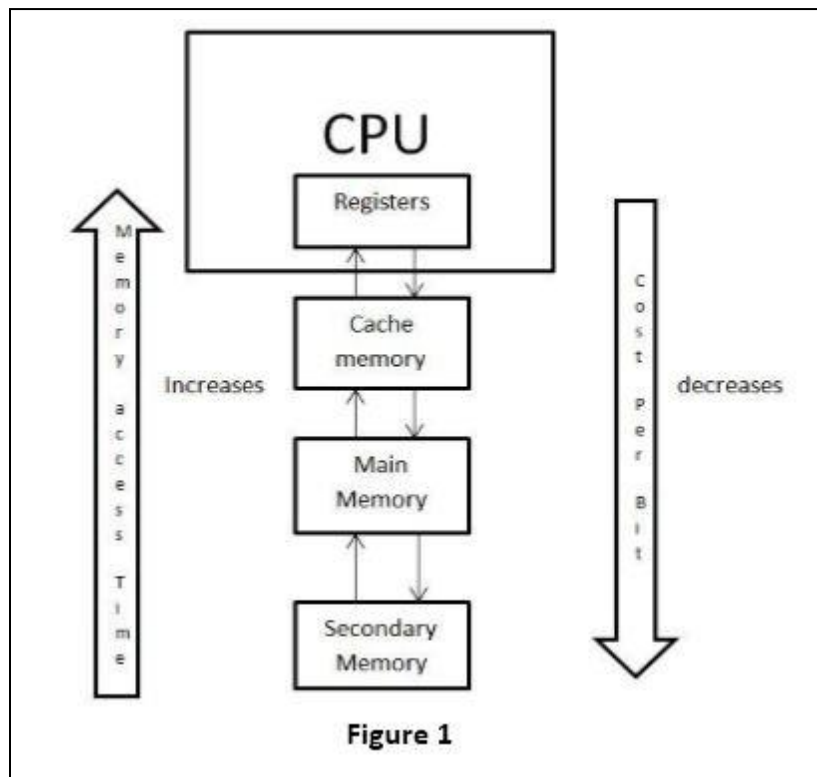 CPU
Registers
Cache
memory
Main
Memory
Secondary
Memory
Memory access Time
Increases
Cost Per Bit
decreases
Figure 1